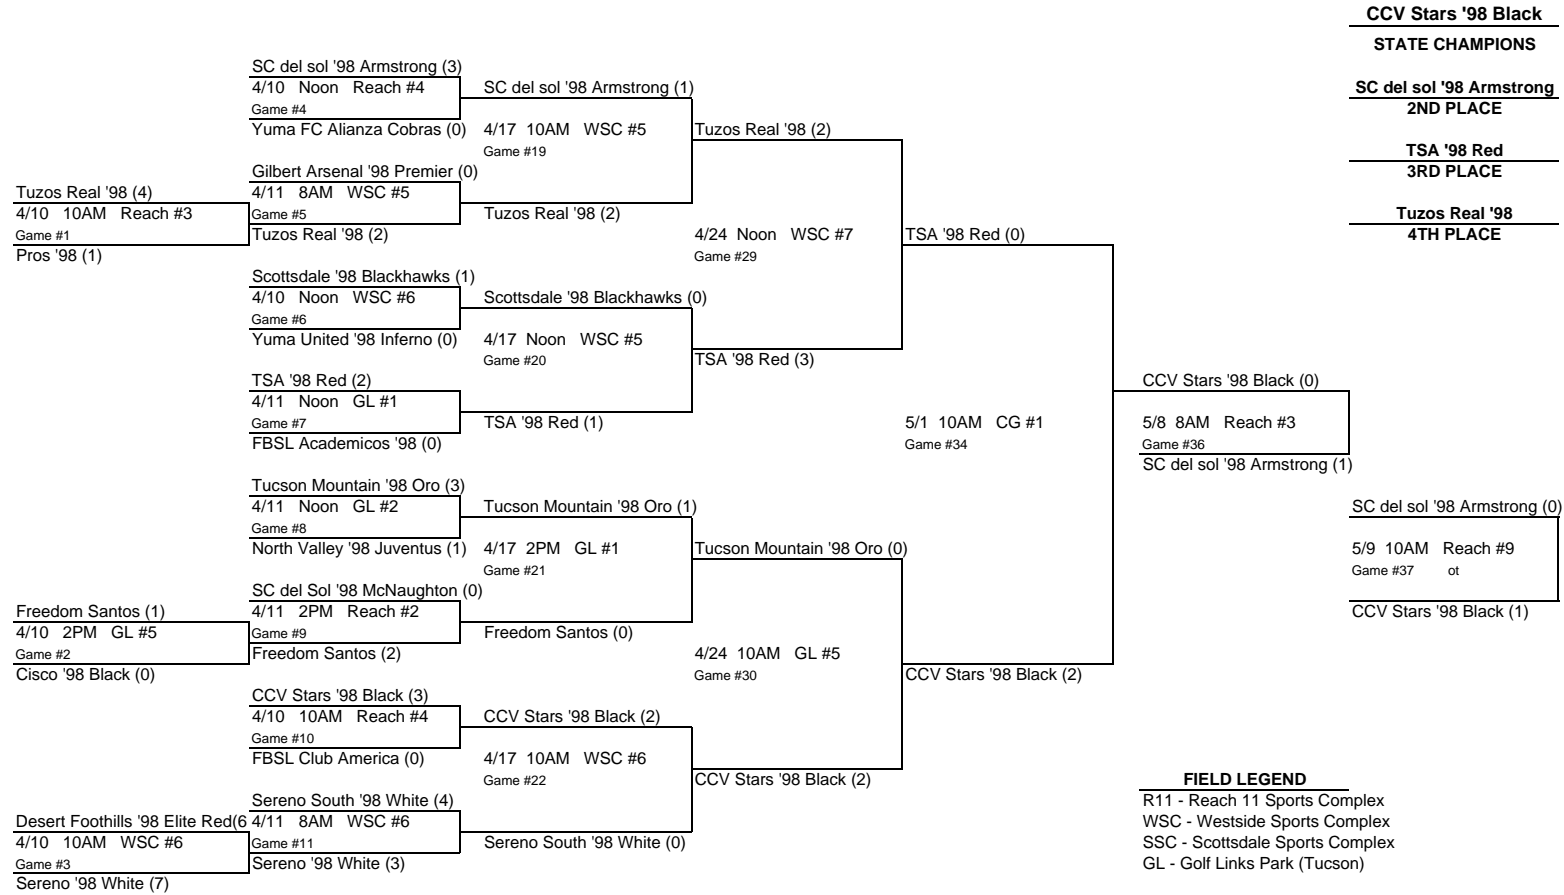 CCV Stars '98 Black
STATE CHAMPIONS
SC del sol '98 Armstrong
2ND PLACE
TSA '98 Red
3RD PLACE
Tuzos Real '98
4TH PLACE
Tuzos Real '98 (4)
4/10 10AM Reach #3
Game #1
Pros '98 (1)
Freedom Santos (1)
4/10 2PM GL #5
Game #2
Cisco '98 Black (0)
Desert Foothills '98 Elite Red(6
4/10 10AM WSC #6
Game #3
Sereno '98 White (7)
SC del sol '98 Armstrong (3)
4/10 Noon Reach #4
Game #4
Yuma FC Alianza Cobras (0)
Gilbert Arsenal '98 Premier (0)
4/11 8AM WSC #5
Game #5
Tuzos Real '98 (2)
Scottsdale '98 Blackhawks (1)
4/10 Noon WSC #6
Game #6
Yuma United '98 Inferno (0)
TSA '98 Red (2)
4/11 Noon GL #1
Game #7
FBSL Academicos '98 (0)
Tucson Mountain '98 Oro (3)
4/11 Noon GL #2
Game #8
North Valley '98 Juventus (1)
SC del Sol '98 McNaughton (0)
4/11 2PM Reach #2
Game #9
Freedom Santos (2)
CCV Stars '98 Black (3)
4/10 10AM Reach #4
Game #10
FBSL Club America (0)
Sereno South '98 White (4)
4/11 8AM WSC #6
Game #11
Sereno '98 White (3)
SC del sol '98 Armstrong (1)
4/17 10AM WSC #5
Game #19
Tuzos Real '98 (2)
Scottsdale '98 Blackhawks (0)
4/17 Noon WSC #5
Game #20
TSA '98 Red (1)
Tucson Mountain '98 Oro (1)
4/17 2PM GL #1
Game #21
Freedom Santos (0)
CCV Stars '98 Black (2)
4/17 10AM WSC #6
Game #22
Sereno South '98 White (0)
Tuzos Real '98 (2)
4/24 Noon WSC #7
Game #29
TSA '98 Red (3)
Tucson Mountain '98 Oro (0)
4/24 10AM GL #5
Game #30
CCV Stars '98 Black (2)
TSA '98 Red (0)
5/1 10AM CG #1
Game #34
CCV Stars '98 Black (2)
CCV Stars '98 Black (0)
5/8 8AM Reach #3
Game #36
SC del sol '98 Armstrong (1)
SC del sol '98 Armstrong (0)
5/9 10AM Reach #9
Game #37 ot
CCV Stars '98 Black (1)
FIELD LEGEND
R11 - Reach 11 Sports Complex
WSC - Westside Sports Complex
SSC - Scottsdale Sports Complex
GL - Golf Links Park (Tucson)